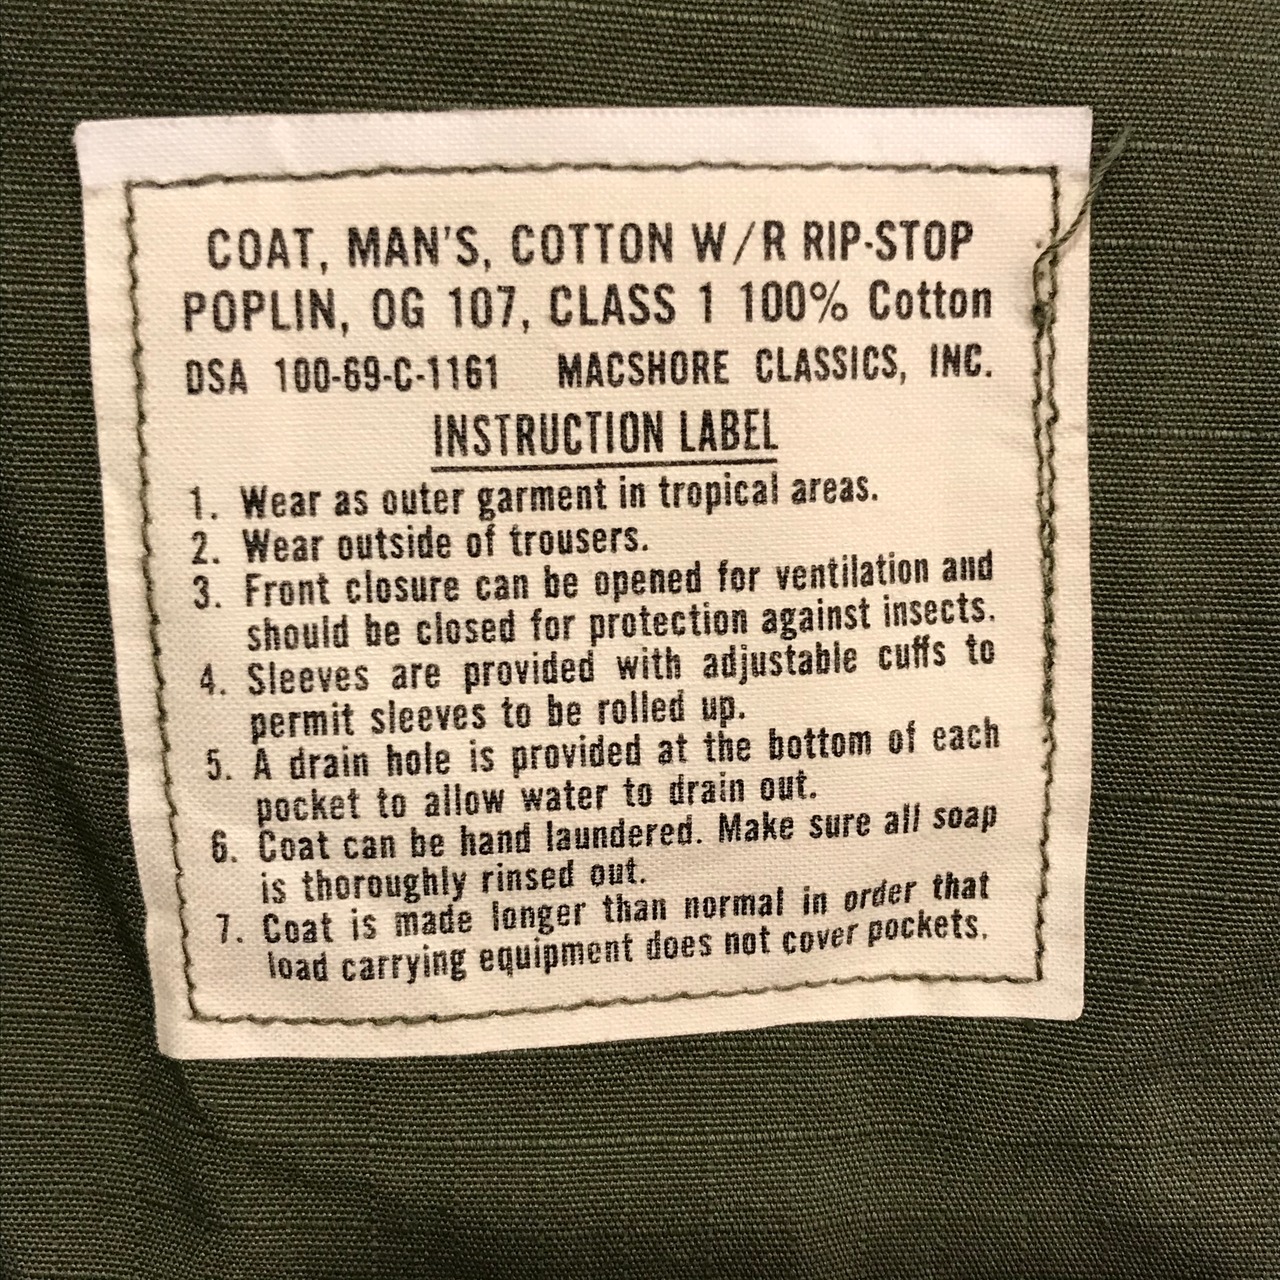 COAT, MAN'S, COTTON W/R RIP-STOP
POPLIN, OG 107, CLASS 1 100% Cotton
DSA 100-69-C-1161 MACSHORE CLASSICS, INC.
INSTRUCTION LABEL
1. Wear as outer garment in tropical areas.
2. Wear outside of trousers.
3. Front closure can be opened for ventilation and
should be closed for protection against insects.
4. Sleeves are provided with adjustable cuffs to
permit sleeves to be rolled up.
5. A drain hole is provided at the bottom of each
pocket to allow water to drain out.
6. Coat can be hand laundered. Make sure all soap
is thoroughly rinsed out.
7. Coat is made longer than normal in order that
load carrying equipment does not cover pockets.